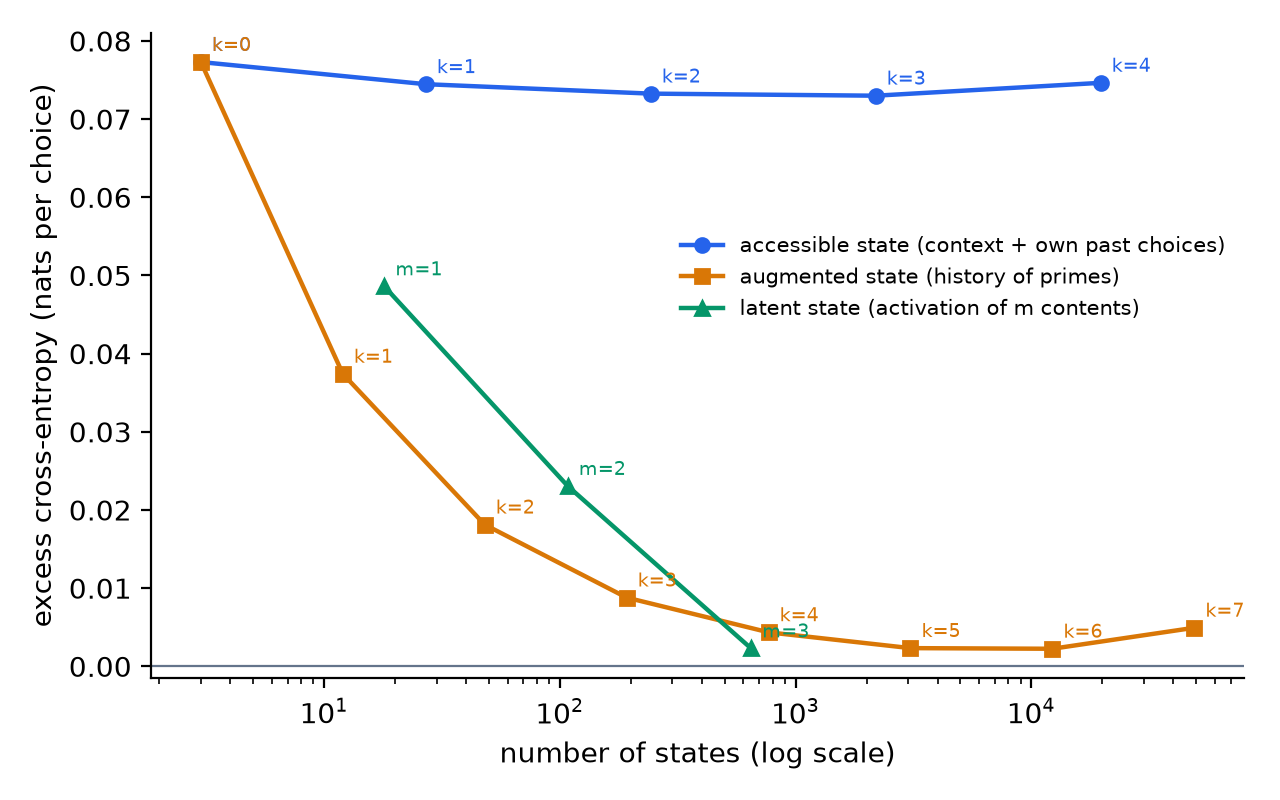 excess cross-entropy (nats per choice)
0.08
0.07
0.06
0.05
0.04
0.03
0.02
0.01
0.00
k=0
k=1
k=2
k=3
k=4
accessible state (context + own past choices)
augmented state (history of primes)
latent state (activation of m contents)
m=1
k=1
m=2
k=2
k=3
k=4
m=3
k=5
k=6
k=7
10¹
10²
10³
10⁴
number of states (log scale)